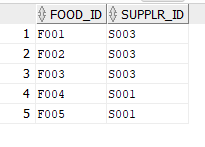 FOOD_ID SUPPLR_ID
1 F001 S003
2 F002 S003
3 F003 S003
4 F004 S001
5 F005 S001